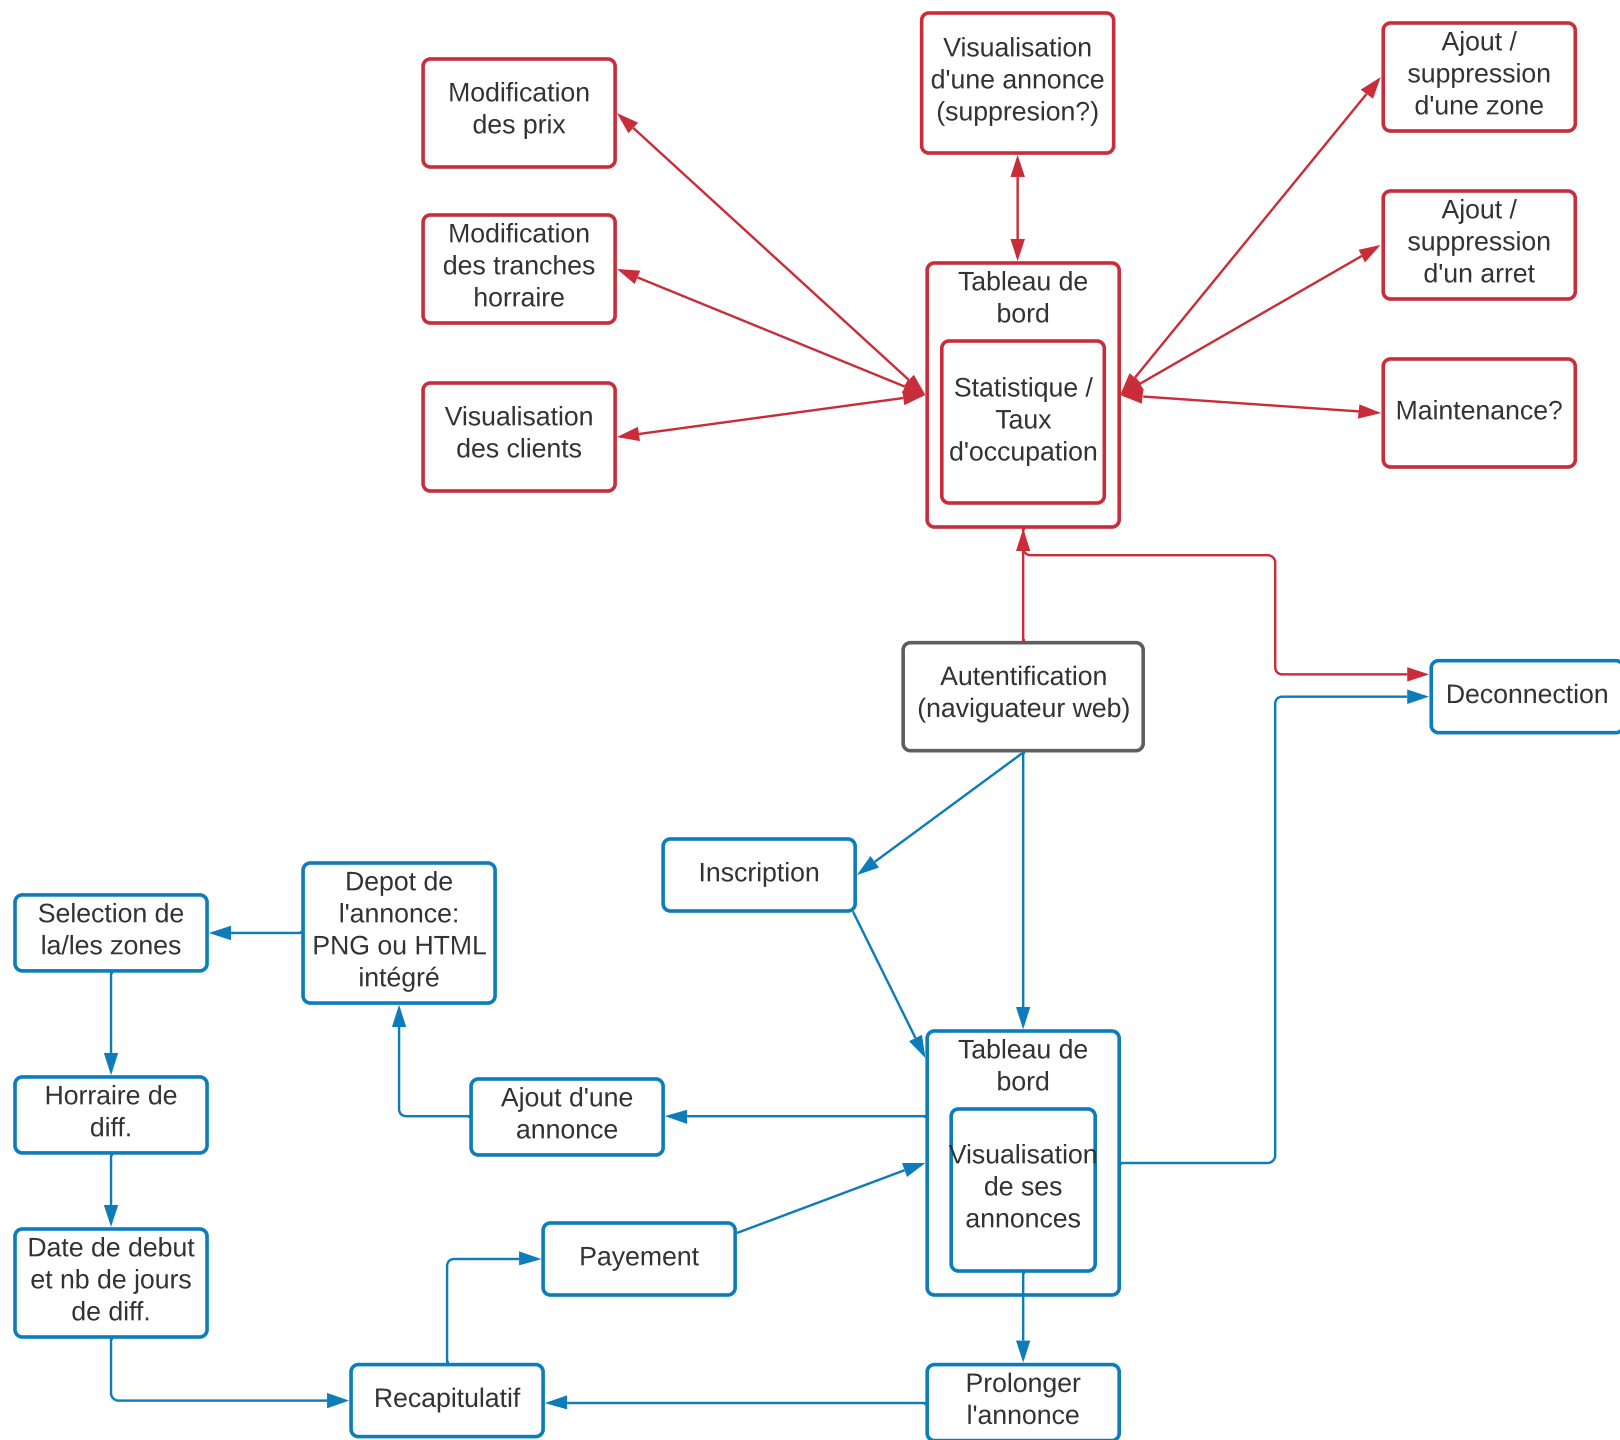 Visualisation
d'une annonce
(suppresion?)
Ajout /
suppression
d'une zone
Modification
des prix
Ajout /
suppression
d'un arret
Modification
des tranches
horraire
Tableau de
bord
Statistique /
Taux
d'occupation
Visualisation
des clients
Maintenance?
Autentification
(naviguateur web)
Deconnection
Inscription
Depot de
l'annonce:
PNG ou HTML
intégré
Selection de
la/les zones
Tableau de
bord
Visualisation
de ses
annonces
Ajout d'une
annonce
Horraire de
diff.
Date de debut
et nb de jours
de diff.
Payement
Recapitulatif
Prolonger
l'annonce